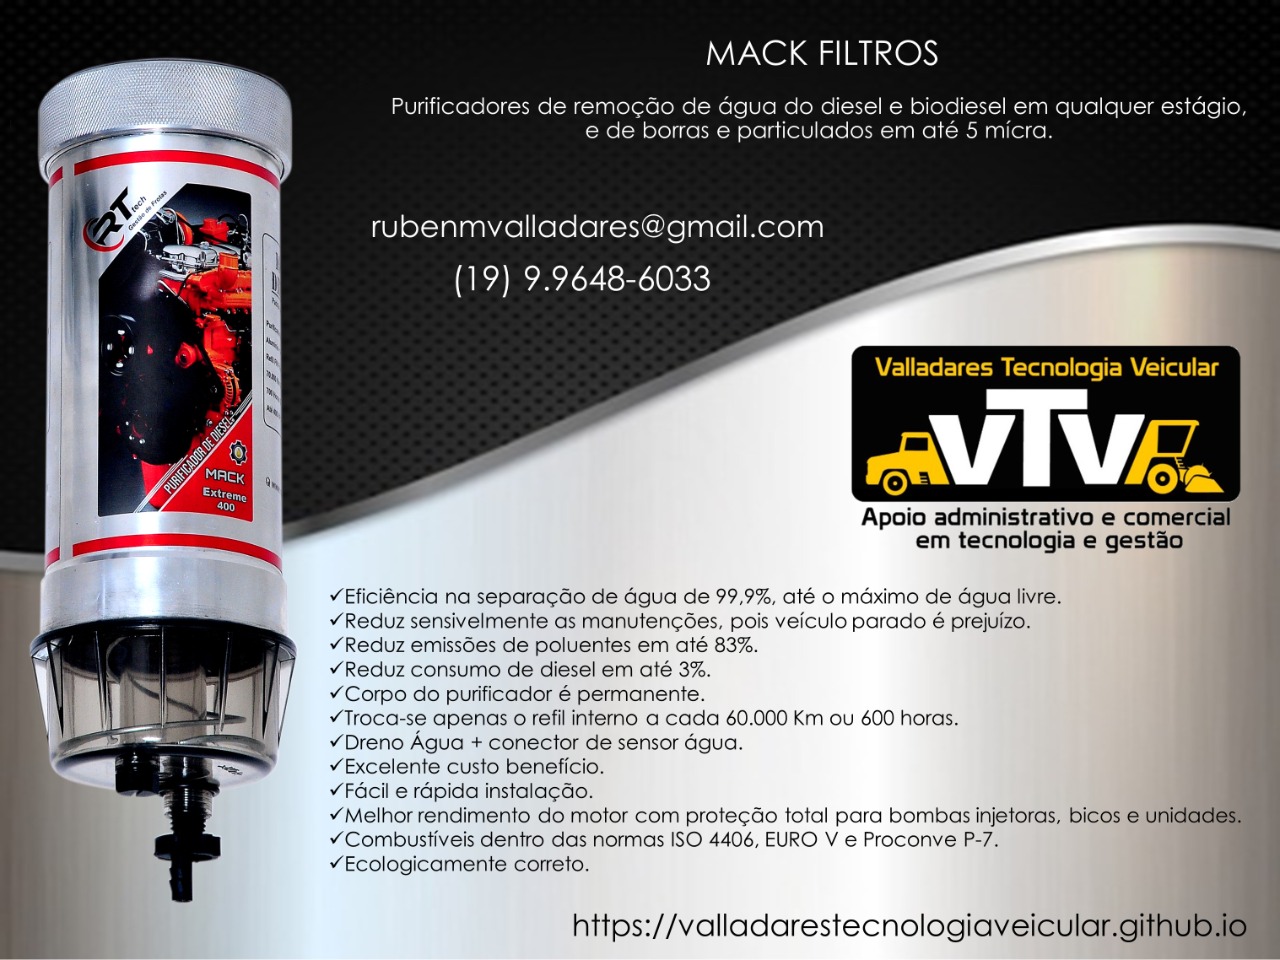 MACK FILTROS
Purificadores de remoção de água do diesel e biodiesel em qualquer estágio,
e de borras e particulados em até 5 mícra.
rubenmvalladares@gmail.com
(19) 9.9648-6033
RT tech
Gestão de Frotas
PURIFICADOR DE DIESEL
MACK
Extreme
400
Valladares Tecnologia Veicular
VTV
Apoio administrativo e comercial
em tecnologia e gestão
✓Eficiência na separação de água de 99,9%, até o máximo de água livre.
✓Reduz sensivelmente as manutenções, pois veículo parado é prejuízo.
✓Reduz emissões de poluentes em até 83%.
✓Reduz consumo de diesel em até 3%.
✓Corpo do purificador é permanente.
✓Troca-se apenas o refil interno a cada 60.000 Km ou 600 horas.
✓Dreno Água + conector de sensor água.
✓Excelente custo benefício.
✓Fácil e rápida instalação.
✓Melhor rendimento do motor com proteção total para bombas injetoras, bicos e unidades.
✓Combustíveis dentro das normas ISO 4406, EURO V e Proconve P-7.
✓Ecologicamente correto.
https://valladarestecnologiaveicular.github.io